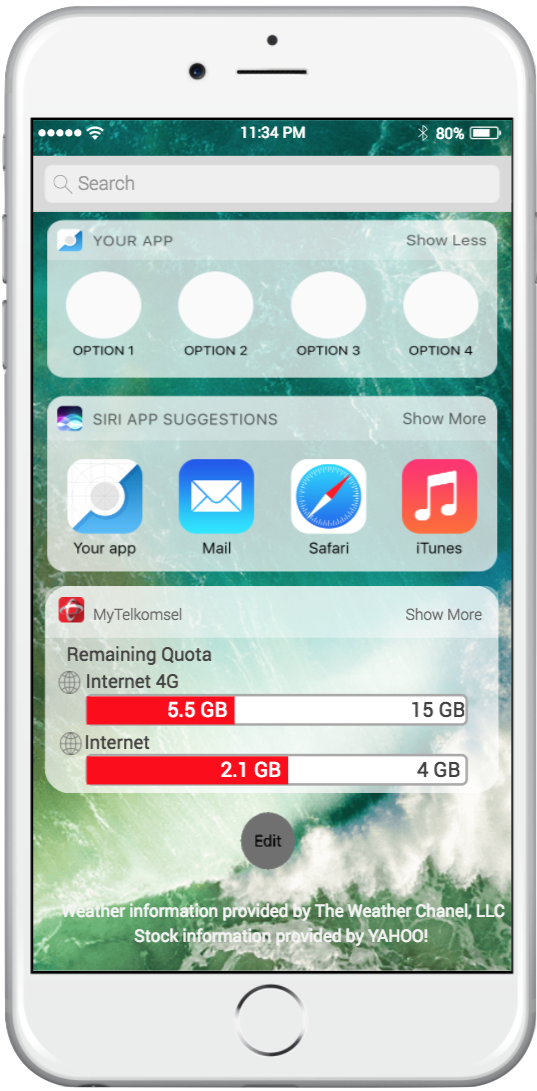 11:34 PM 80%
Search
YOUR APP Show Less
OPTION 1 OPTION 2 OPTION 3 OPTION 4
SIRI APP SUGGESTIONS Show More
Your app Mail Safari iTunes
MyTelkomsel Show More
Remaining Quota
Internet 4G
5.5 GB 15 GB
Internet
2.1 GB 4 GB
Edit
Weather information provided by The Weather Chanel, LLC
Stock information provided by YAHOO!